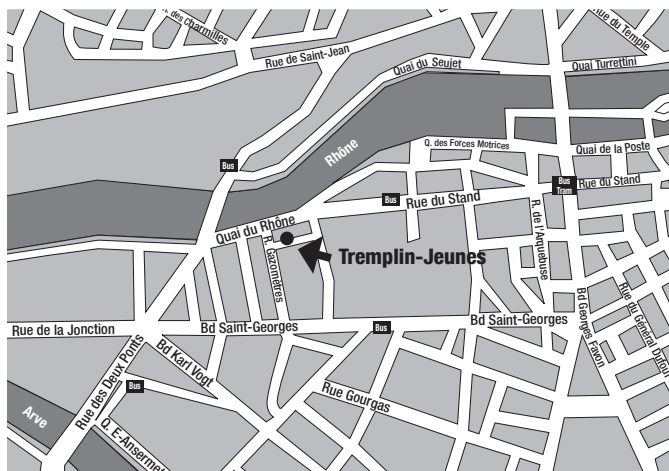 R. des Charmilles
Rue de Saint-Jean
Rue du Temple
Quai du Seujet
Quai Turrettini
Rhône
Q. des Forces Motrices
Quai de la Poste
Bus
Bus
Tram
Rue du Stand
Bus
Rue du Stand
Quai du Rhône
R. Gazomètres
Tremplin-Jeunes
R. de l'Arquebuse
Rue de la Jonction
Bd Saint-Georges
Bus
Bd Saint-Georges
Bd Georges Favon
Rue du Général Dufour
Rue des Deux Ponts
Bd Karl Vogt
Bus
Rue Gourgas
Arve
Q. E-Ansermet